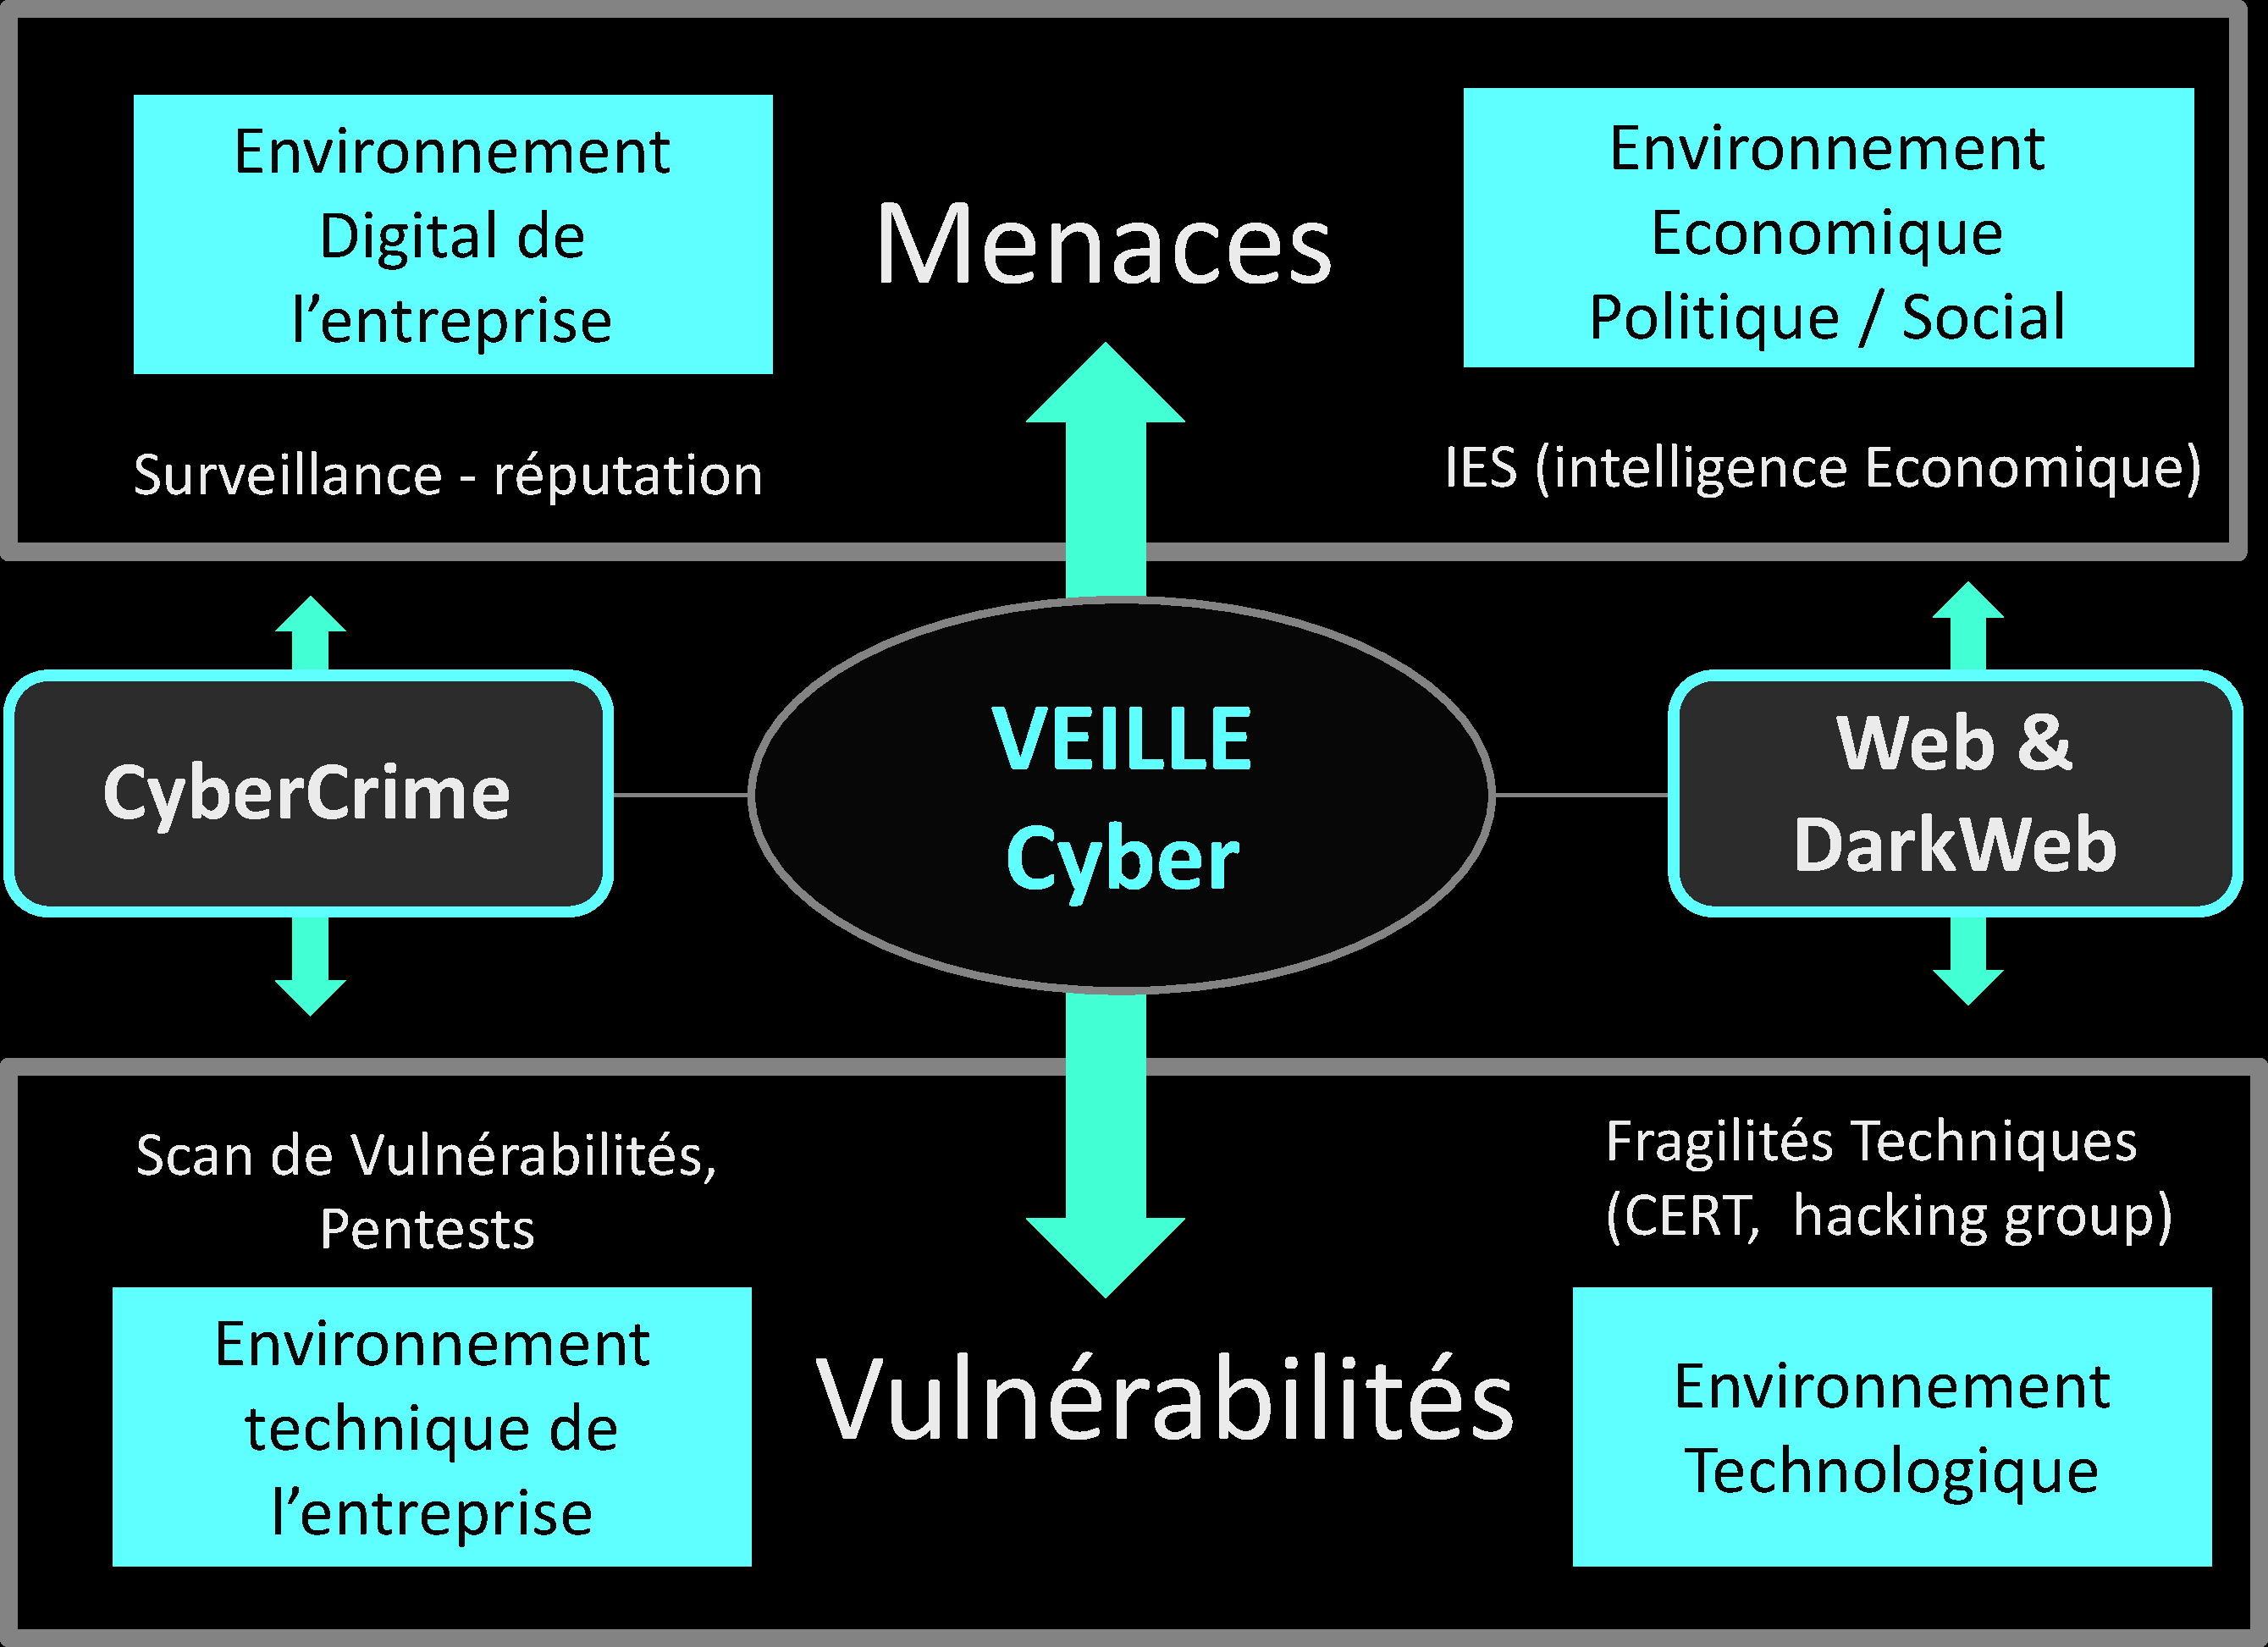 Environnement
Digital de
l’entreprise
Menaces
Environnement
Economique
Politique / Social
Surveillance - réputation
IES (intelligence Economique)
CyberCrime
VEILLE
Cyber
Web &
DarkWeb
Scan de Vulnérabilités,
Pentests
Fragilités Techniques
(CERT, hacking group)
Environnement
technique de
l’entreprise
Vulnérabilités
Environnement
Technologique